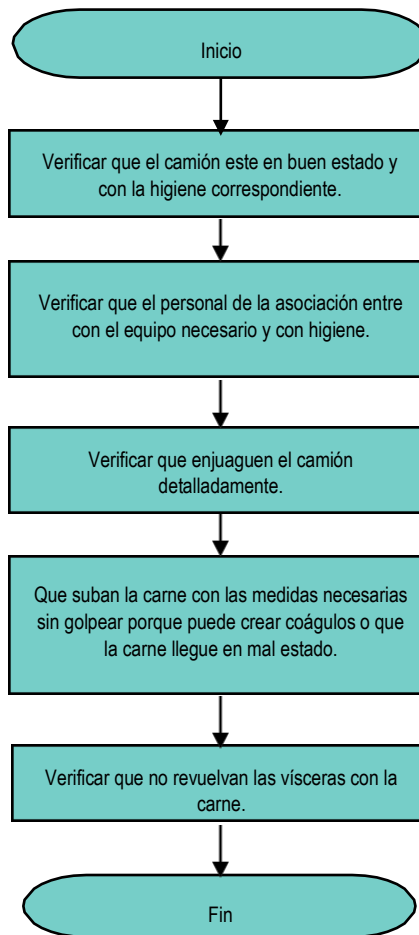 Inicio
Verificar que el camión este en buen estado y
con la higiene correspondiente.
Verificar que el personal de la asociación entre
con el equipo necesario y con higiene.
Verificar que enjuaguen el camión
detalladamente.
Que suban la carne con las medidas necesarias
sin golpear porque puede crear coágulos o que
la carne llegue en mal estado.
Verificar que no revuelvan las vísceras con la
carne.
Fin